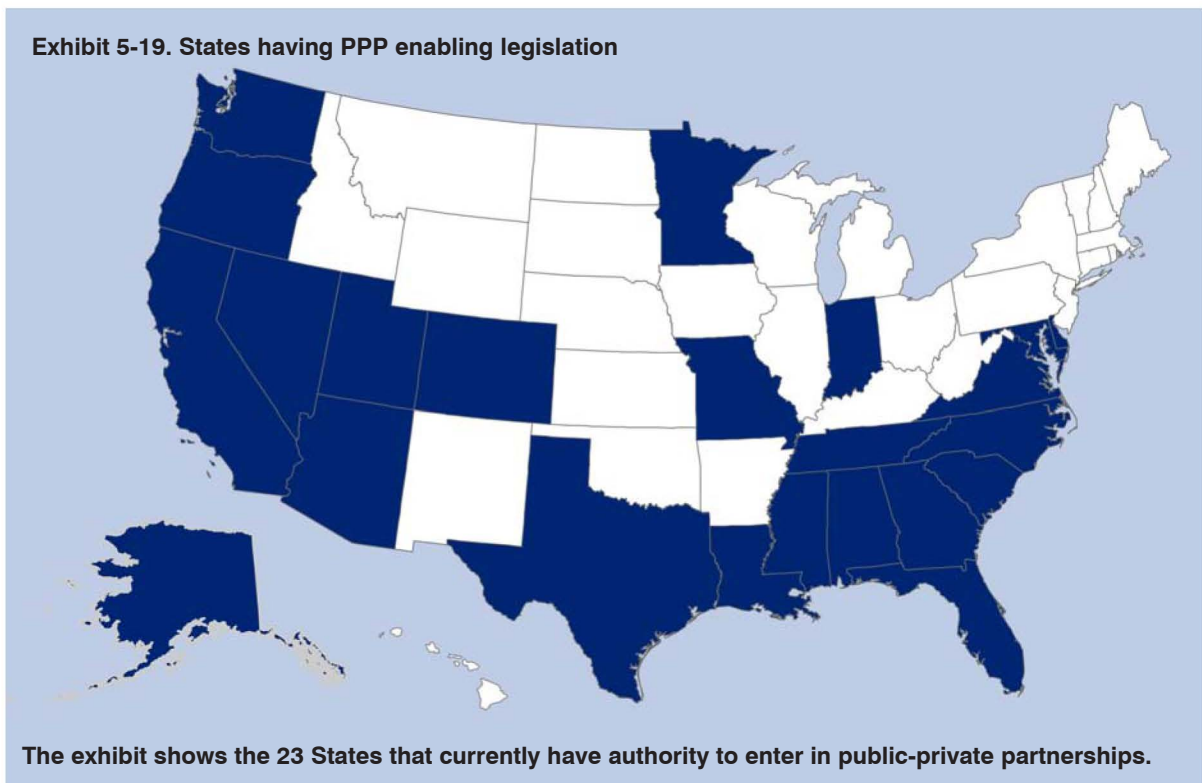 Exhibit 5-19. States having PPP enabling legislation
The exhibit shows the 23 States that currently have authority to enter in public-private partnerships.